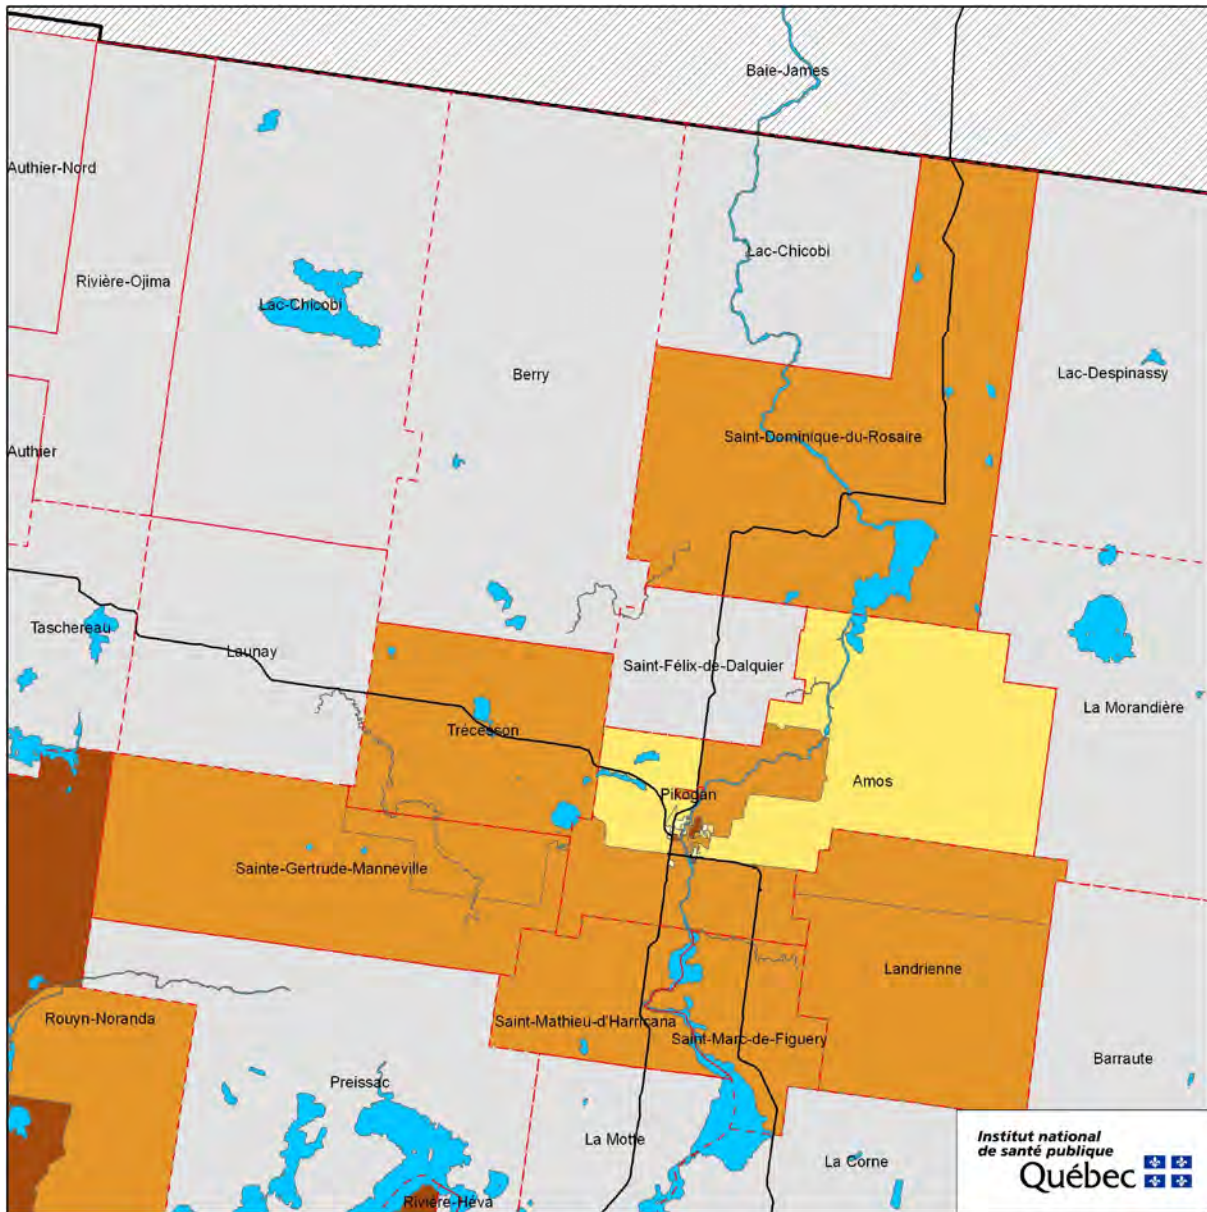 Baie-James
Authier-Nord
Lac-Chicobi
Rivière-Ojima
Lac-Chicobi
Berry
Lac-Despinassy
Saint-Dominique-du-Rosaire
Authier
Taschereau
Launay
Saint-Félix-de-Dalquier
La Morandière
Trécesson
Amos
Pikogan
Sainte-Gertrude-Manneville
Landrienne
Rouyn-Noranda
Saint-Mathieu-d'Harricana
Saint-Marc-de-Figuery
Barraute
Preissac
La Motte
La Corne
Rivière-Héva
Institut national
de santé publique
Québec